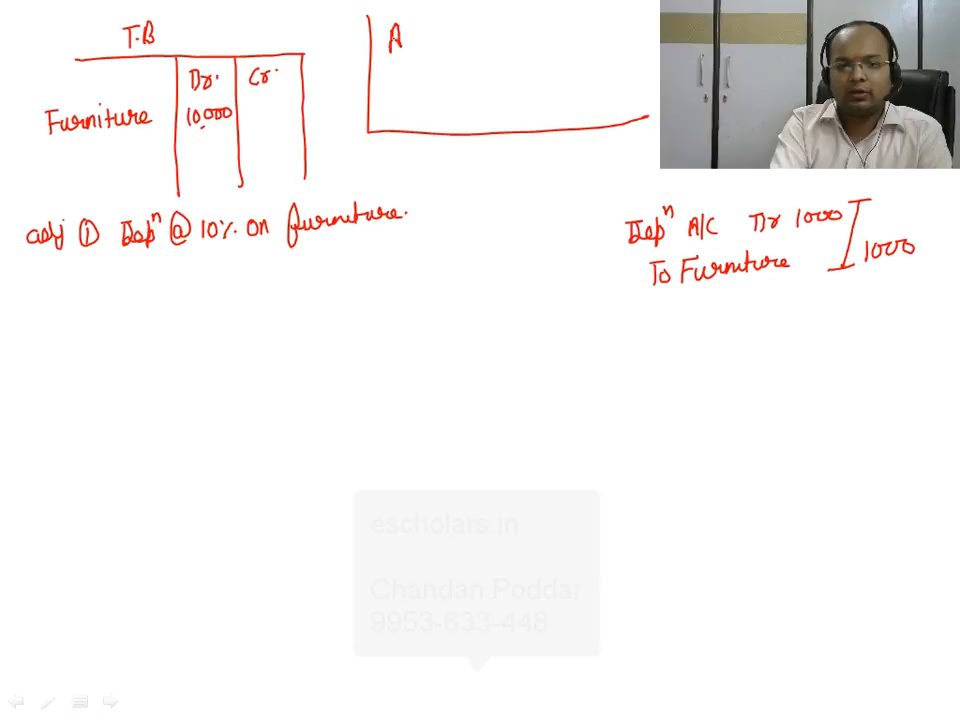 T.B
Dr. Cr.
Furniture 10,000
A
adj ① Depⁿ @ 10% on furniture.
Depⁿ A/C Dr 1000
To Furniture 1000
escholars.in
Chandan Poddar
9953-633-448